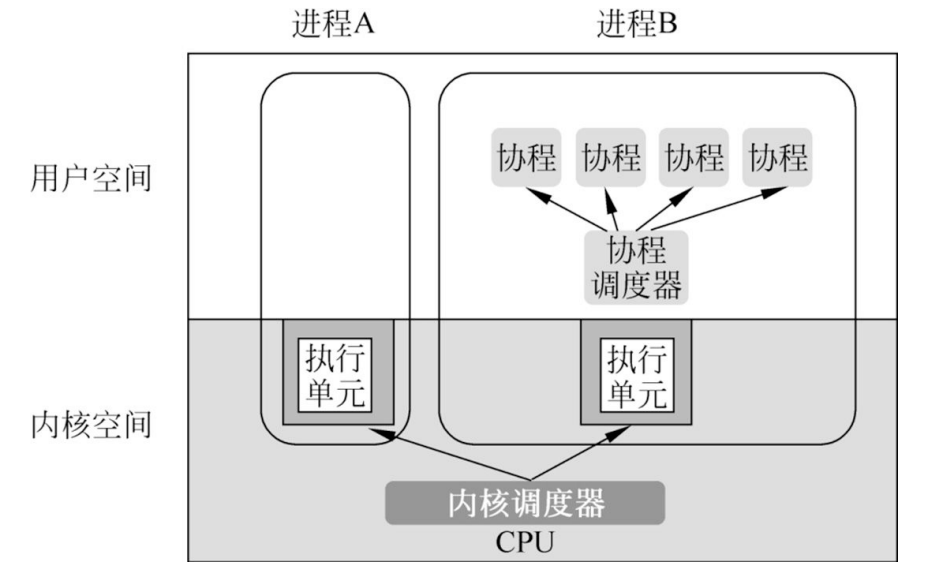 进程A
进程B
用户空间
协程
协程
协程
协程
协程
调度器
执行
单元
执行
单元
内核空间
内核调度器
CPU